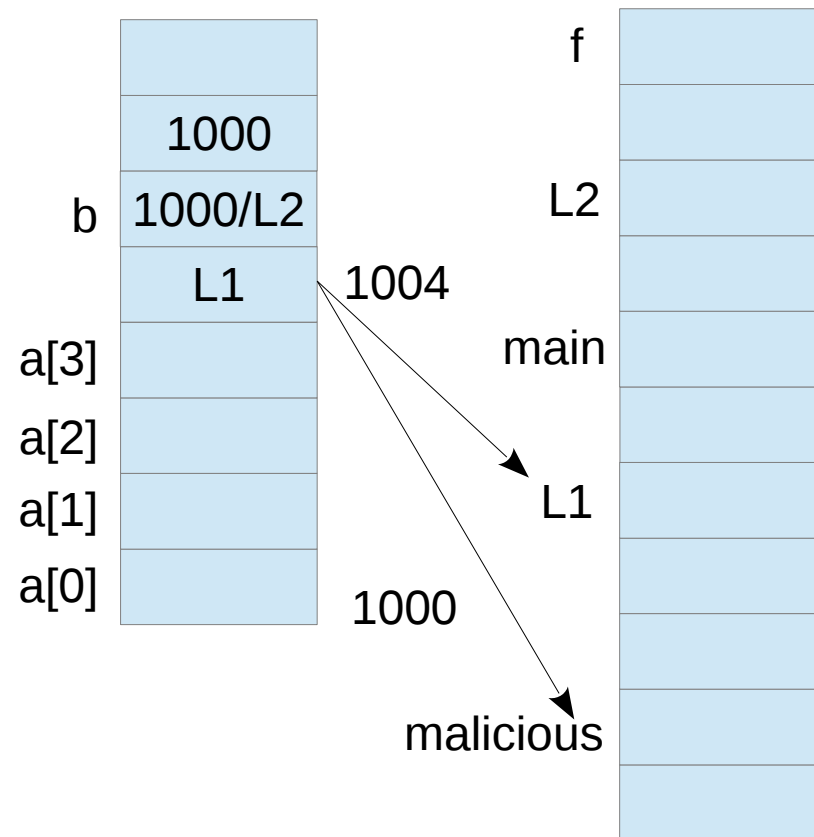 f
1000
b 1000/L2
L2
L1 1004
a[3]
main
a[2]
a[1]
L1
a[0]
1000
malicious